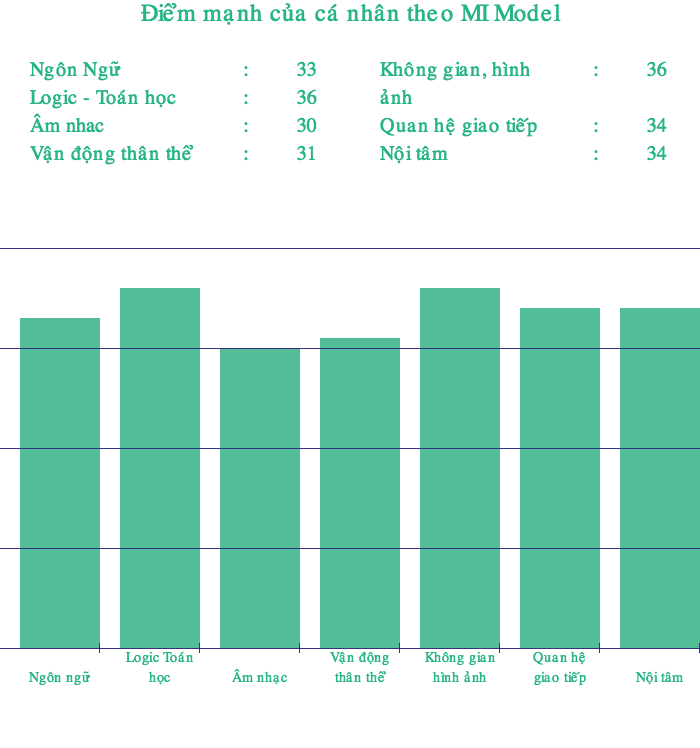 Điểm mạnh của cá nhân theo MI Model
Ngôn Ngữ : 33
Logic - Toán học : 36
Âm nhac : 30
Vận động thân thể : 31
Không gian, hình : 36
ảnh
Quan hệ giao tiếp : 34
Nội tâm : 34
Ngôn ngữ
Logic Toán
học
Âm nhạc
Vận động
thân thể
Không gian
hình ảnh
Quan hệ
giao tiếp
Nội tâm